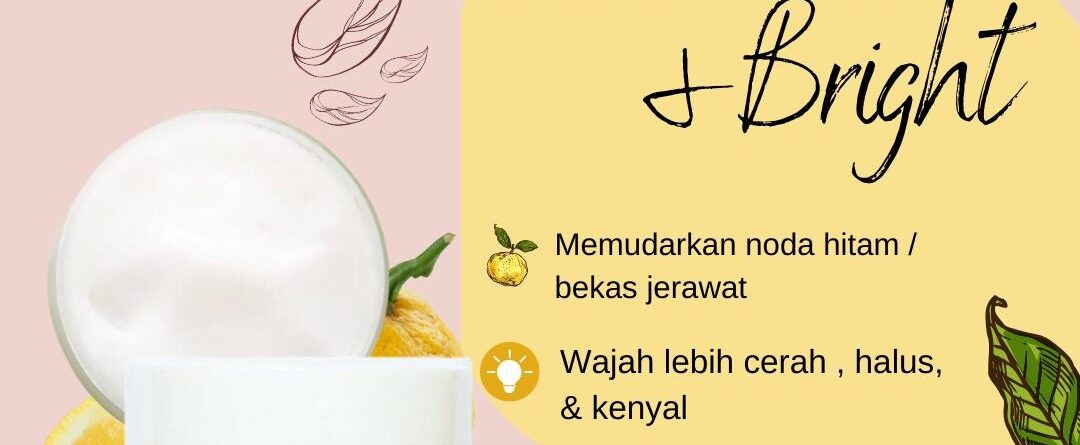 + Bright
Memudarkan noda hitam /
bekas jerawat
Wajah lebih cerah , halus,
& kenyal